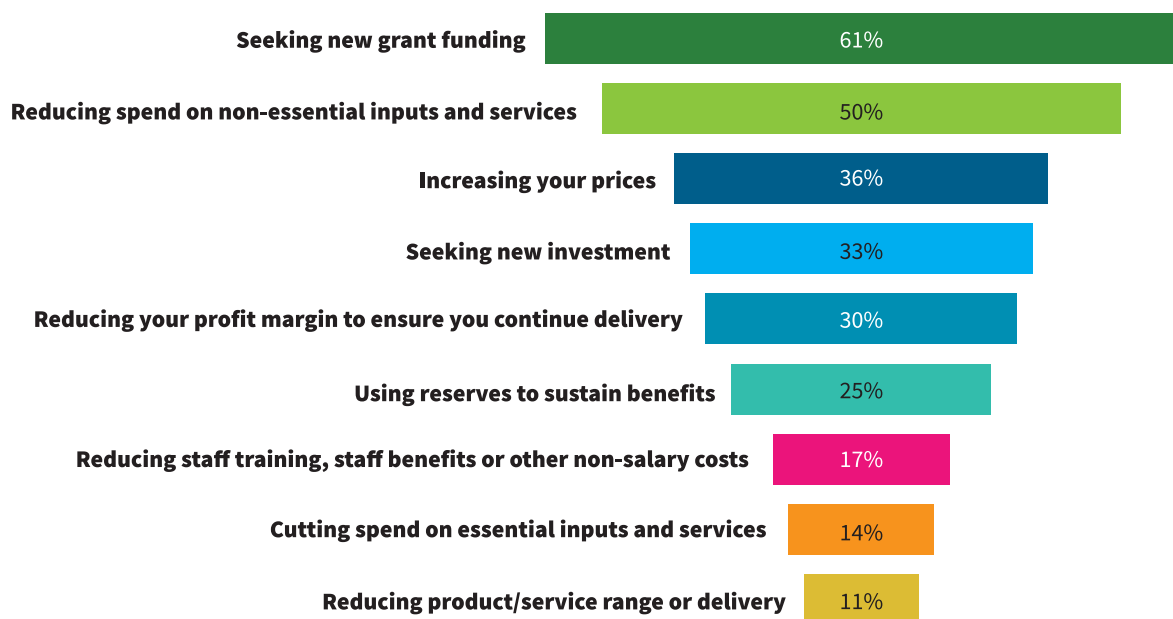 Seeking new grant funding 61%
Reducing spend on non-essential inputs and services 50%
Increasing your prices 36%
Seeking new investment 33%
Reducing your profit margin to ensure you continue delivery 30%
Using reserves to sustain benefits 25%
Reducing staff training, staff benefits or other non-salary costs 17%
Cutting spend on essential inputs and services 14%
Reducing product/service range or delivery 11%